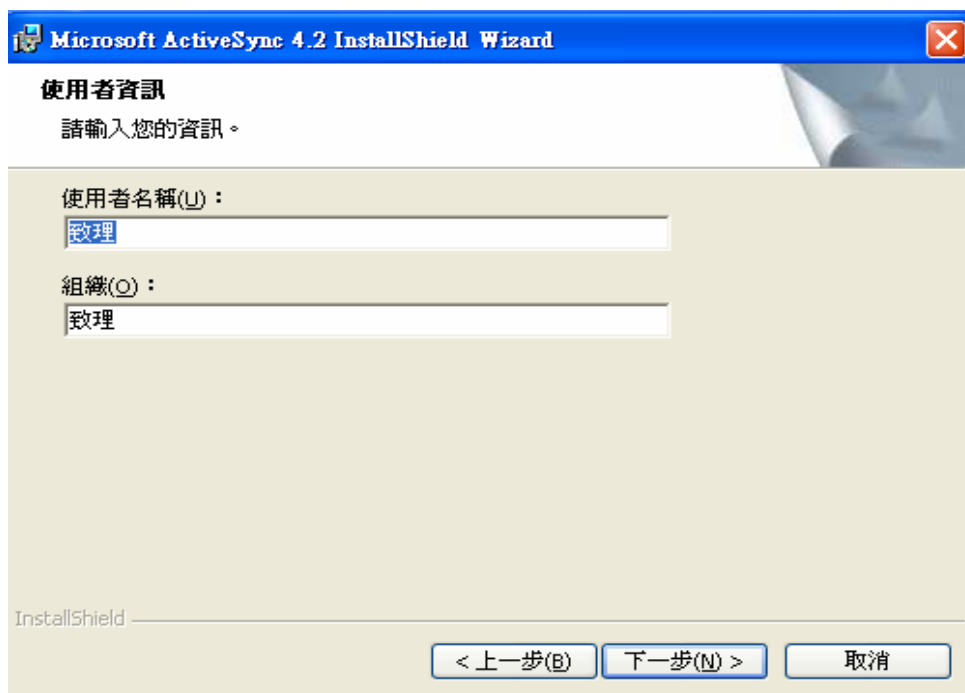 Microsoft ActiveSync 4.2 InstallShield Wizard
使用者資訊
請輸入您的資訊。
使用者名稱(U)：
致理
組織(O)：
致理
InstallShield
< 上一步(B) 下一步(N) > 取消